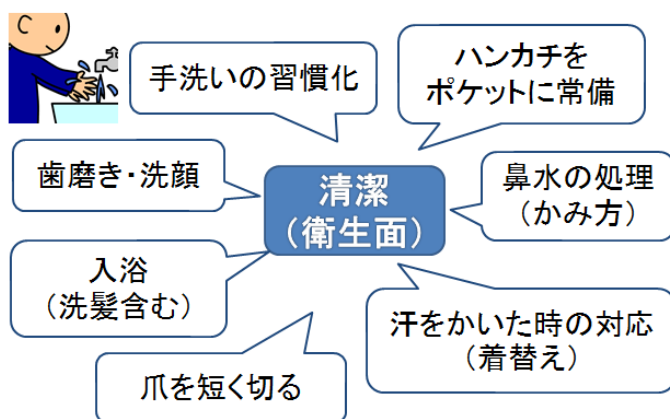 手洗いの習慣化
ハンカチを
ポケットに常備
歯磨き・洗顔
清潔
(衛生面)
鼻水の処理
(かみ方)
入浴
(洗髪含む)
汗をかいた時の対応
(着替え)
爪を短く切る